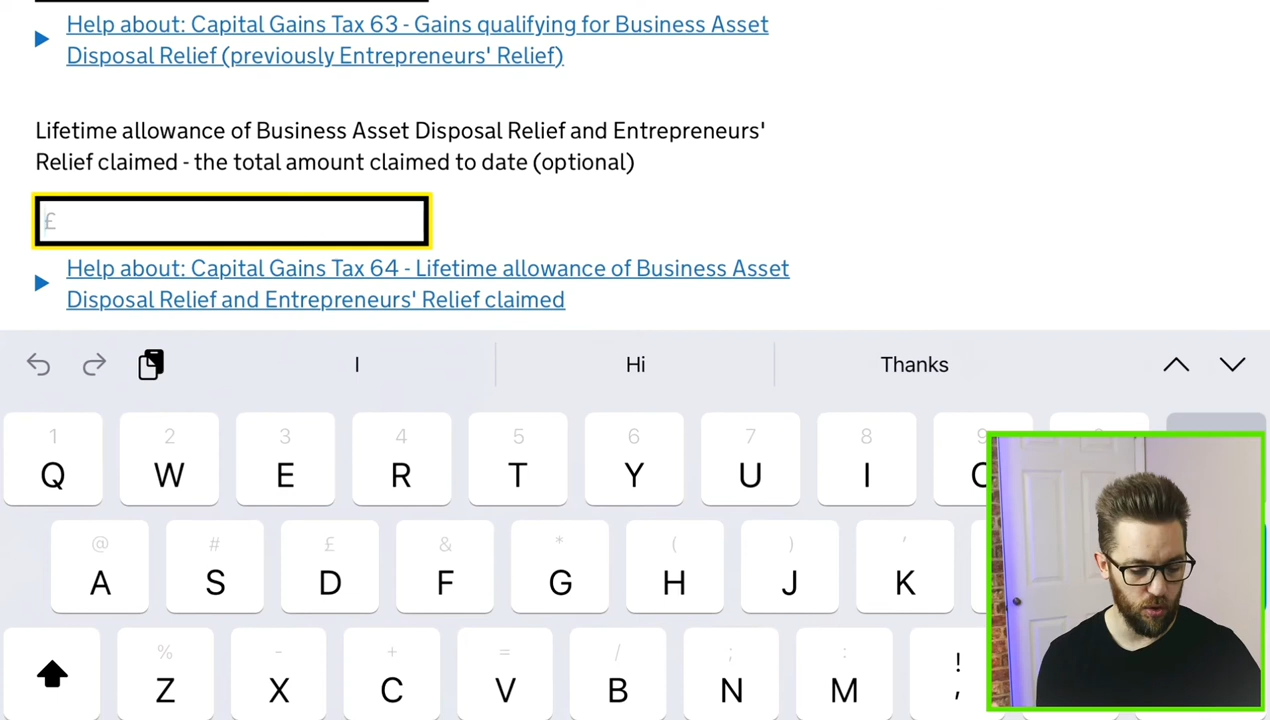 Help about: Capital Gains Tax 63 - Gains qualifying for Business Asset
Disposal Relief (previously Entrepreneurs' Relief)
Lifetime allowance of Business Asset Disposal Relief and Entrepreneurs'
Relief claimed - the total amount claimed to date (optional)
£
Help about: Capital Gains Tax 64 - Lifetime allowance of Business Asset
Disposal Relief and Entrepreneurs' Relief claimed
I Hi Thanks
1 2 3 4 5 6 7 8
Q W E R T Y U I
@ # £ & * ( ) '
A S D F G H J K
% - + = / ; : !
Z X C V B N M ,